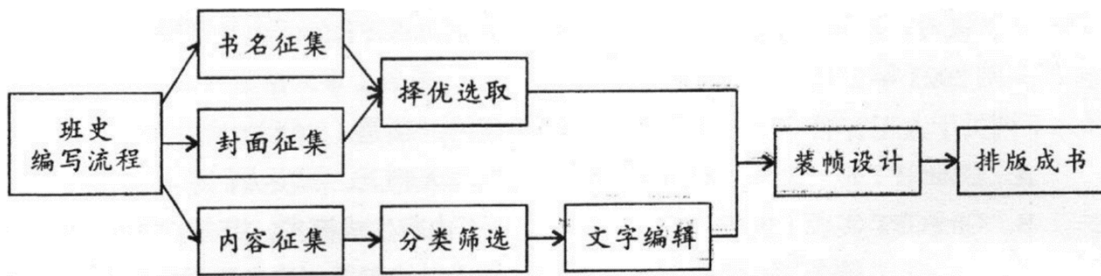 书名征集
择优选取
班史
编写流程
封面征集
装帧设计
排版成书
内容征集
分类筛选
文字编辑